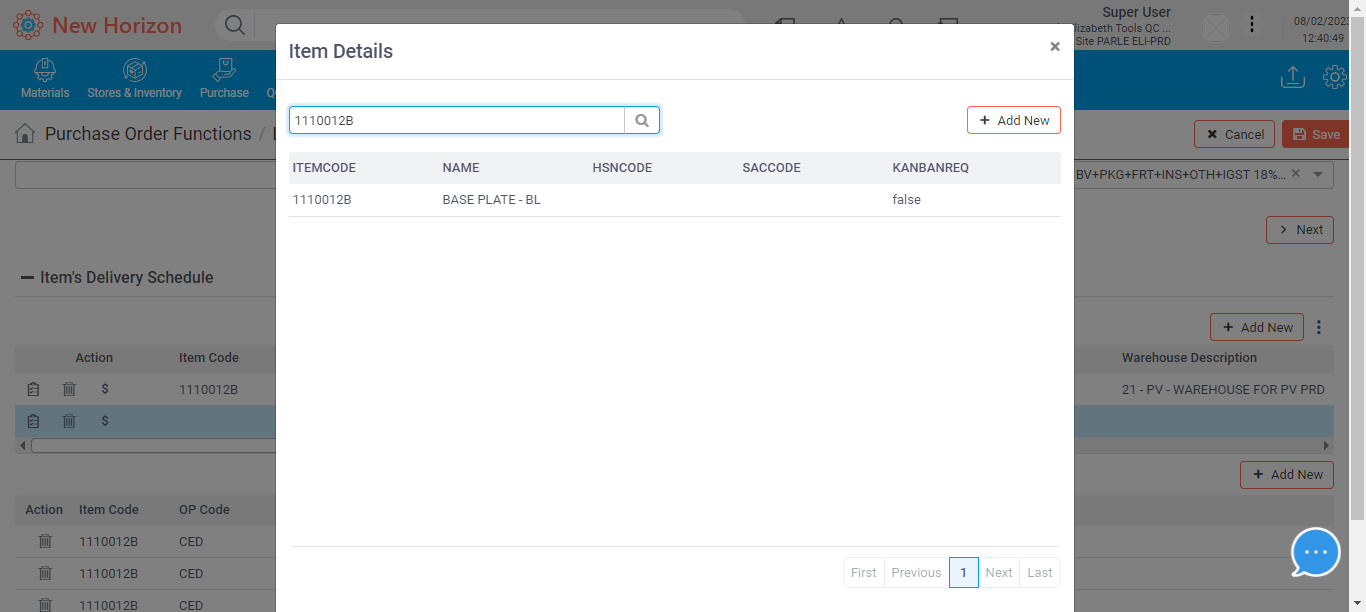 New Horizon
Super User
lizabeth Tools QC ...
Site PARLE ELI-PRD
08/02/2023
12:40:49
Materials
Stores & Inventory
Purchase
Purchase Order Functions /
Cancel
Save
Item Details
×
1110012B
Add New
ITEMCODE NAME HSNCODE SACCODE KANBANREQ
1110012B BASE PLATE - BL false
First Previous 1 Next Last
BV+PKG+FRT+INS+OTH+IGST 18%... ×
Next
Item's Delivery Schedule
Add New
Action Item Code Warehouse Description
$ 1110012B 21 - PV - WAREHOUSE FOR PV PRD
$
Add New
Action Item Code OP Code
1110012B CED
1110012B CED
1110012B CED